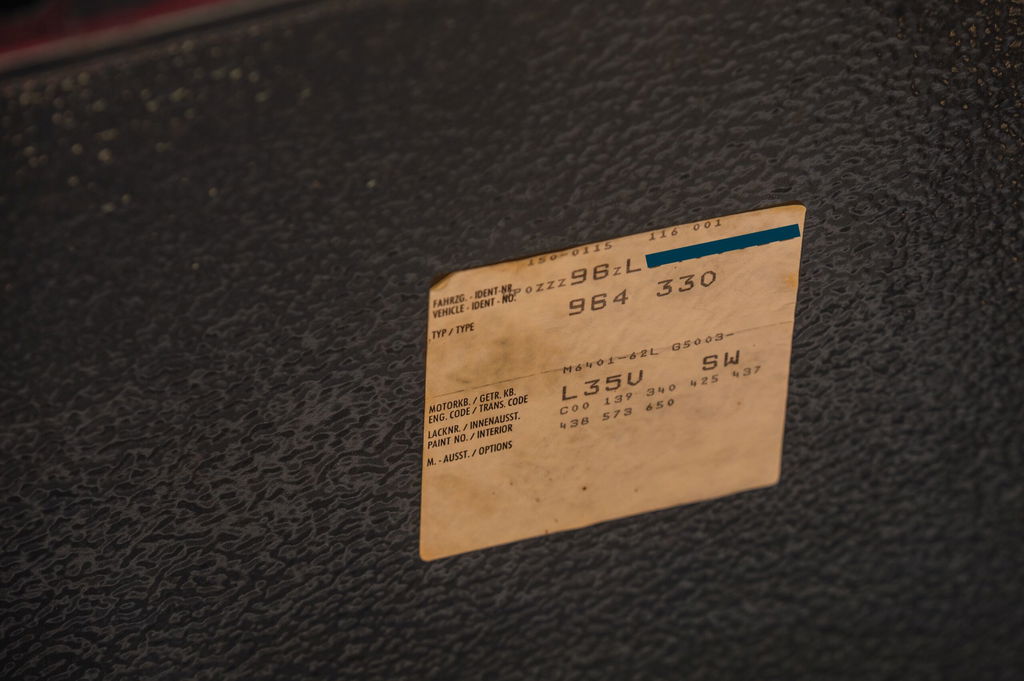 150-0115 116 001
FAHRZG. - IDENT-NR.
VEHICLE - IDENT - NO. POZZZ96ZL
TYP / TYPE 964 330
MOTORKB. / GETR. KB. M6401-62L G5003-
ENG. CODE / TRANS. CODE
LACKNR. / INNENAUSST. L35U SW
PAINT NO. / INTERIOR
M. - AUSST. / OPTIONS C00 139 340 425 437
438 573 650